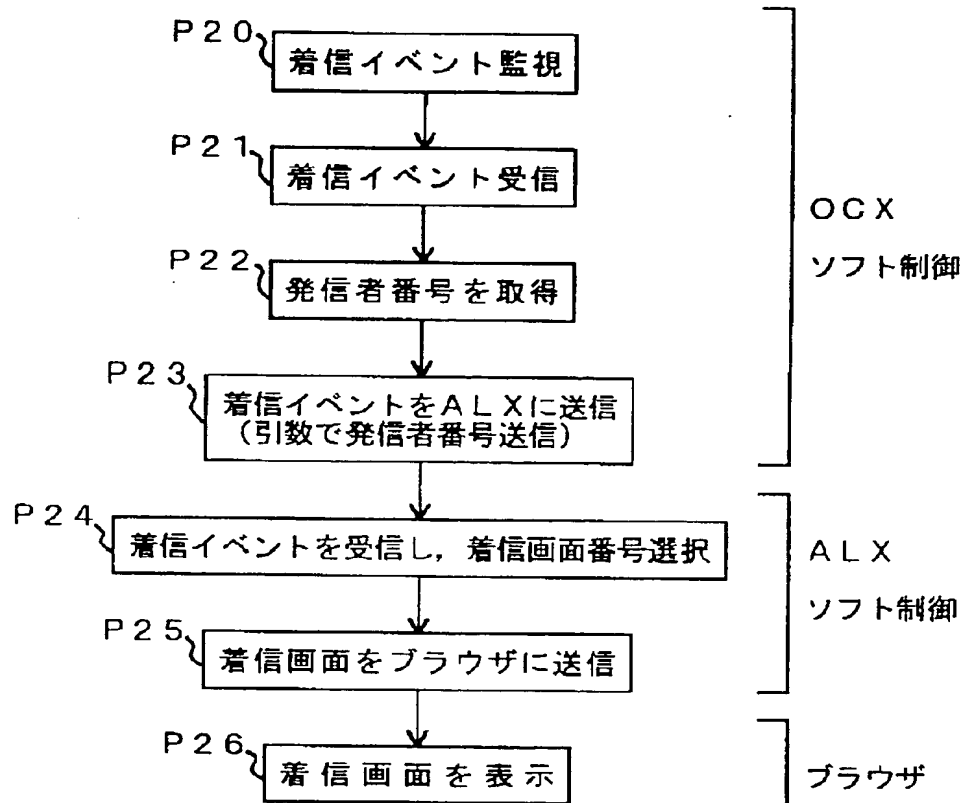 P20
着信イベント監視
P21
着信イベント受信
P22
発信者番号を取得
P23
着信イベントをALXに送信
（引数で発信者番号送信）
OCX
ソフト制御
P24
着信イベントを受信し，着信画面番号選択
P25
着信画面をブラウザに送信
ALX
ソフト制御
P26
着信画面を表示
ブラウザ